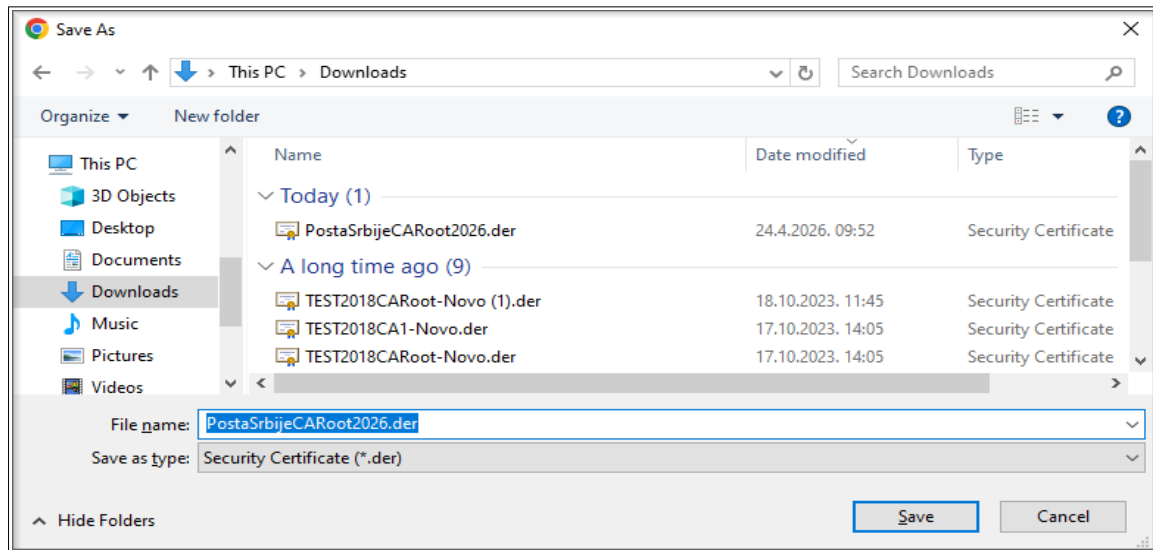 Save As
This PC > Downloads
Search Downloads
Organize
New folder
Name
Date modified
Type
This PC
3D Objects
Desktop
Documents
Downloads
Music
Pictures
Videos
Today (1)
PostaSrbijeCARoot2026.der 24.4.2026. 09:52 Security Certificate
A long time ago (9)
TEST2018CARoot-Novo (1).der 18.10.2023. 11:45 Security Certificate
TEST2018CA1-Novo.der 17.10.2023. 14:05 Security Certificate
TEST2018CARoot-Novo.der 17.10.2023. 14:05 Security Certificate
File name: PostaSrbijeCARoot2026.der
Save as type: Security Certificate (*.der)
Hide Folders
Save
Cancel